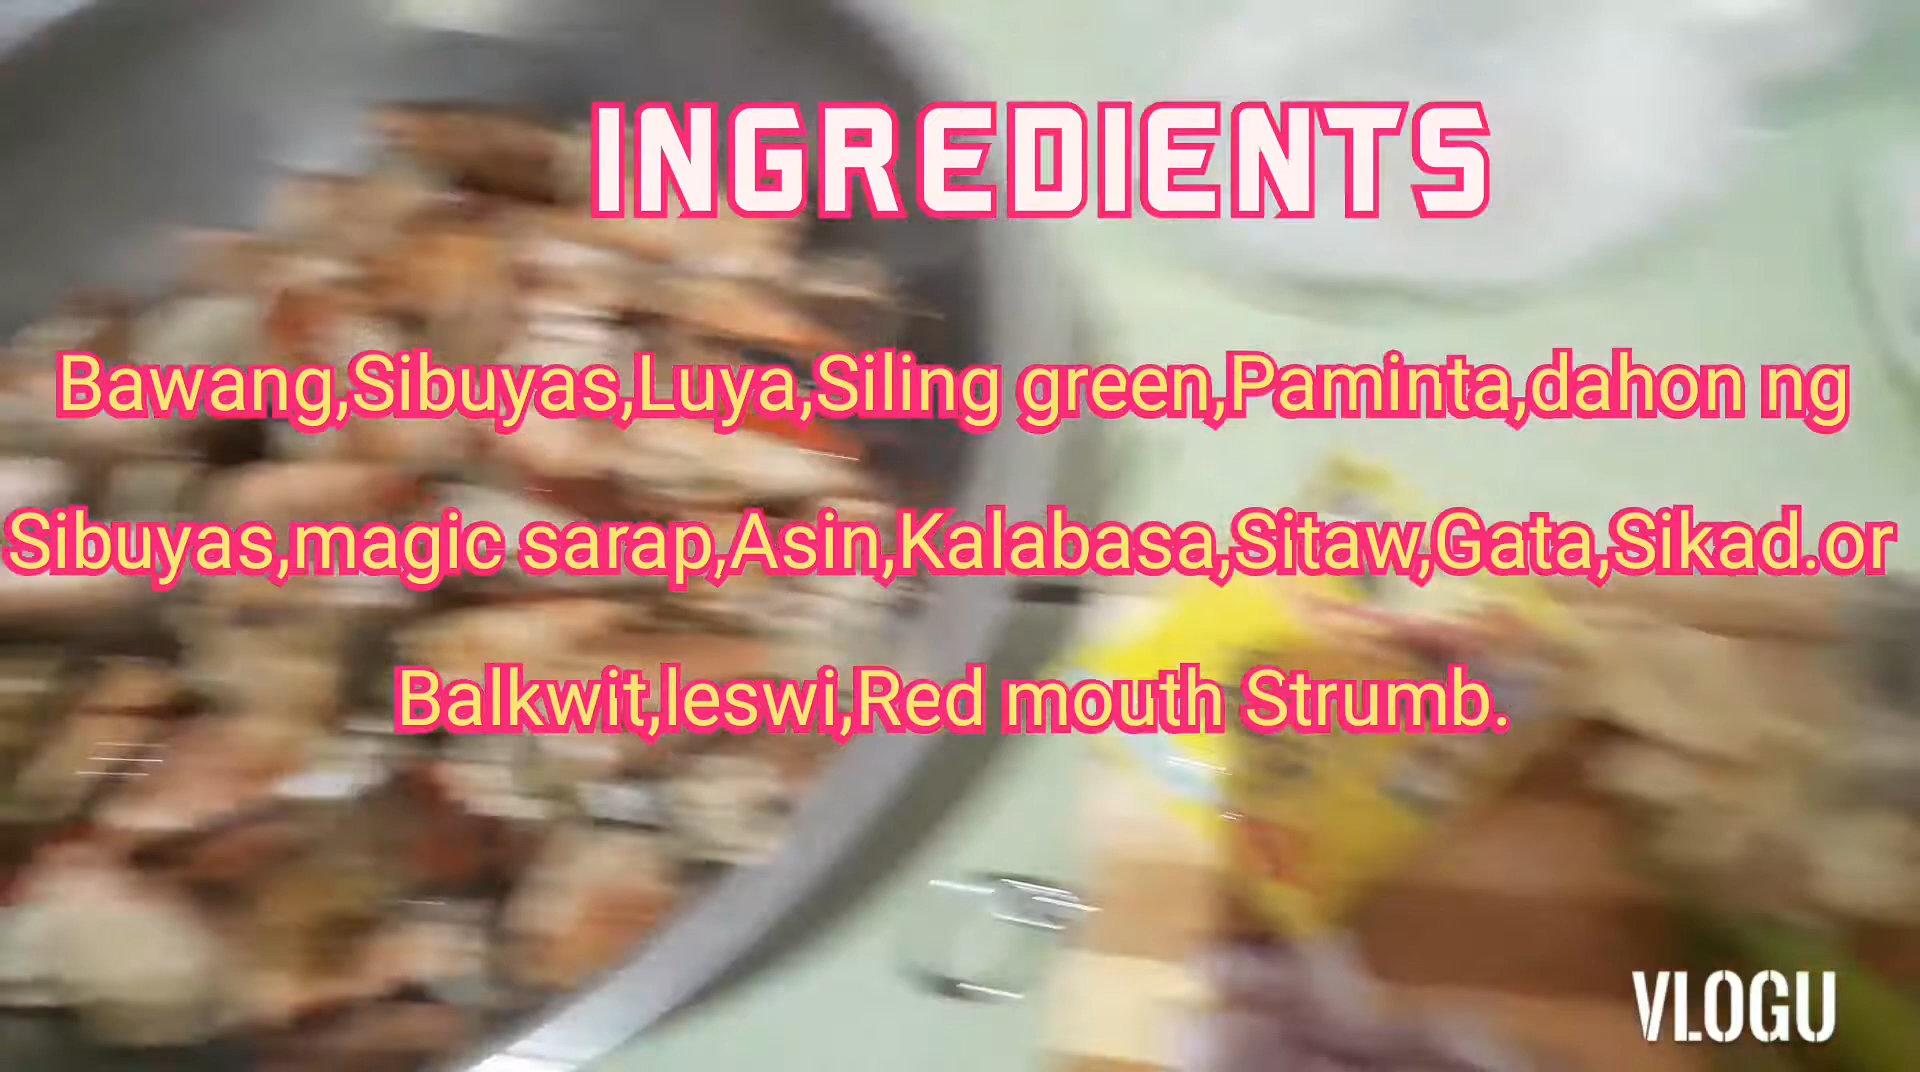 INGREDIENTS
Bawang,Sibuyas,Luya,Siling green,Paminta,dahon ng
Sibuyas,magic sarap,Asin,Kalabasa,Sitaw,Gata,Sikad.or
Balkwit,leswi,Red mouth Strumb.
VLOGU